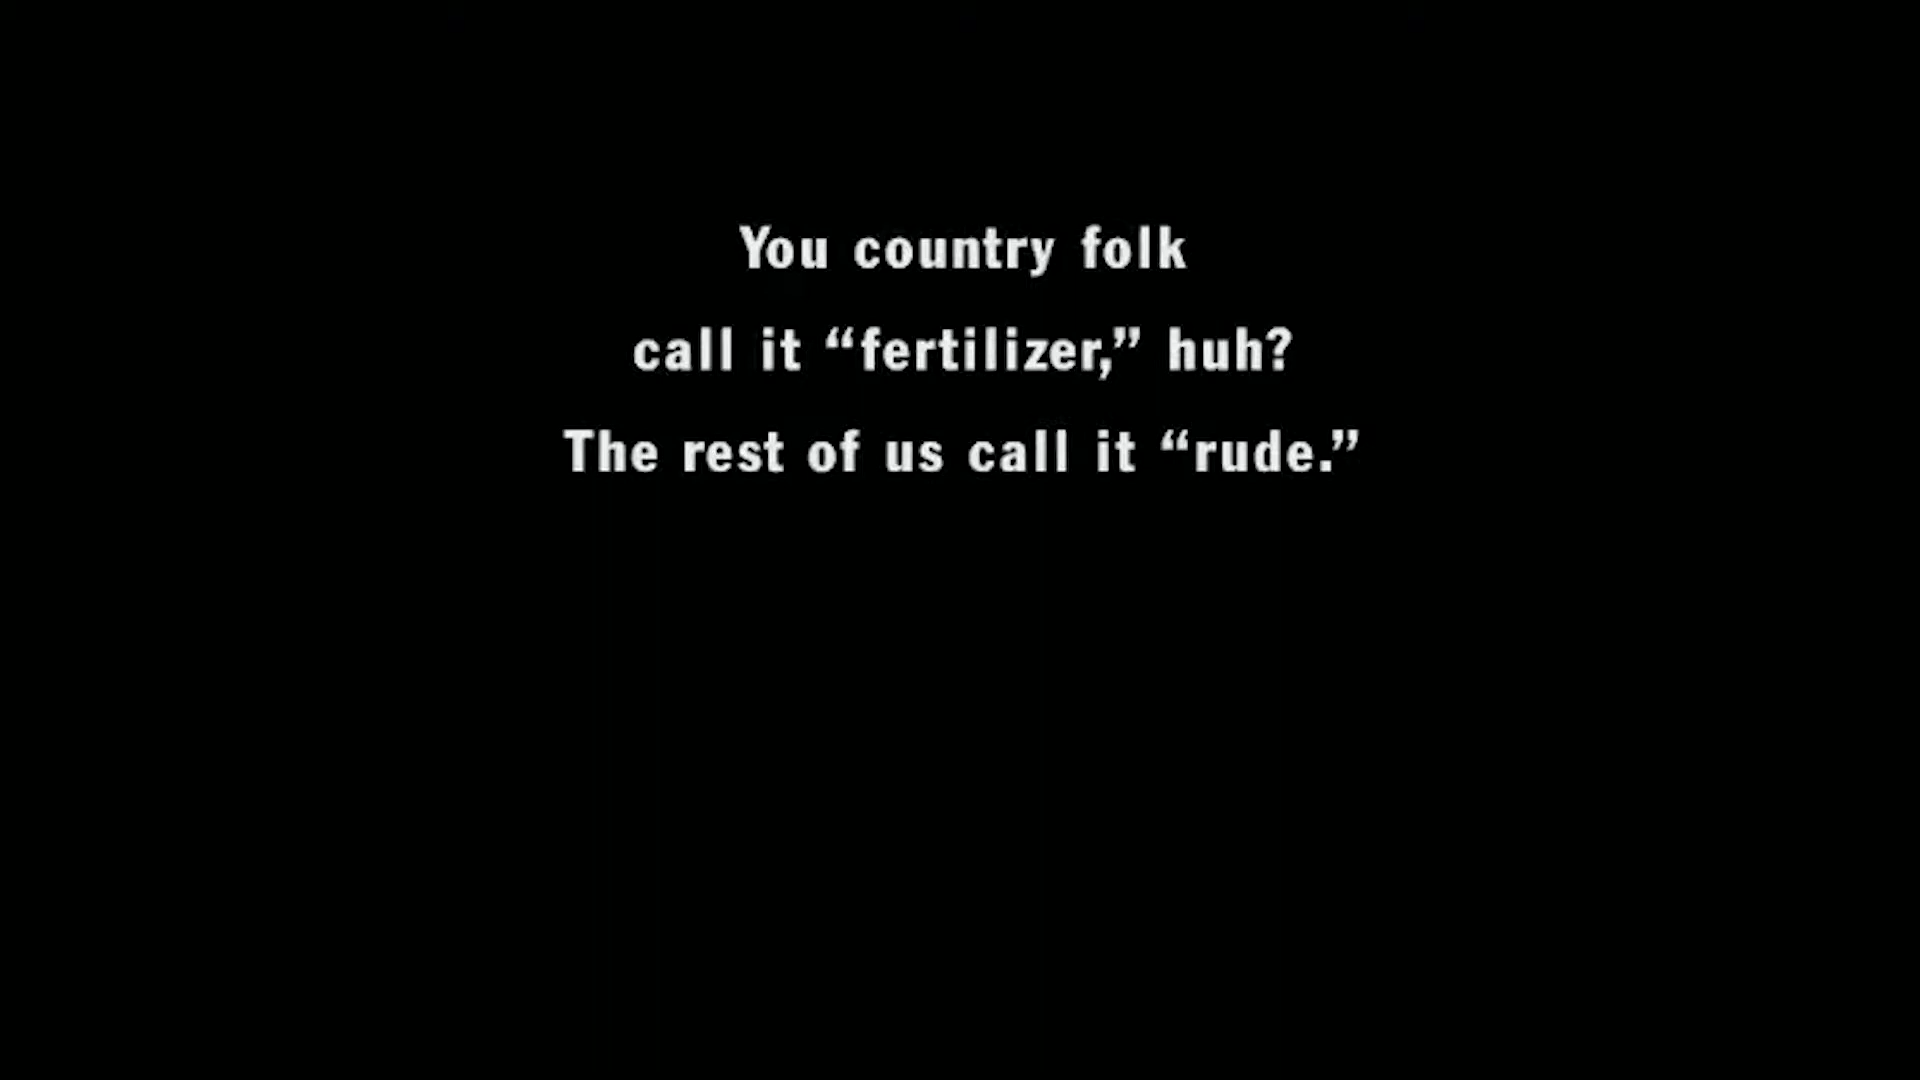 You country folk
call it “fertilizer,” huh?
The rest of us call it “rude.”